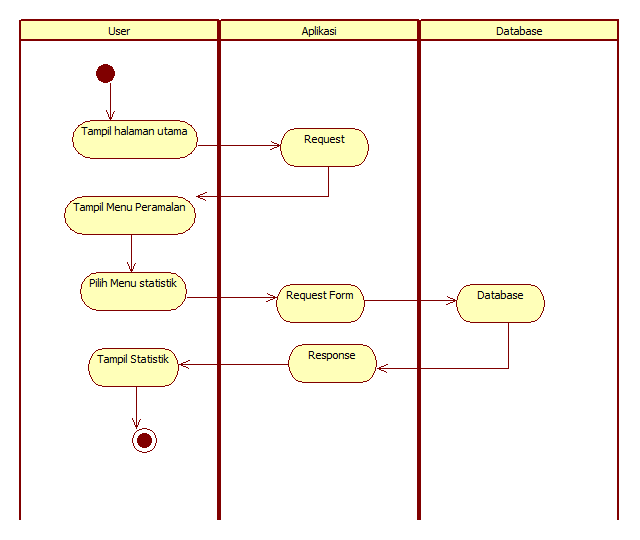 User
Aplikasi
Database
Tampil halaman utama
Request
Tampil Menu Peramalan
Pilih Menu statistik
Request Form
Database
Tampil Statistik
Response